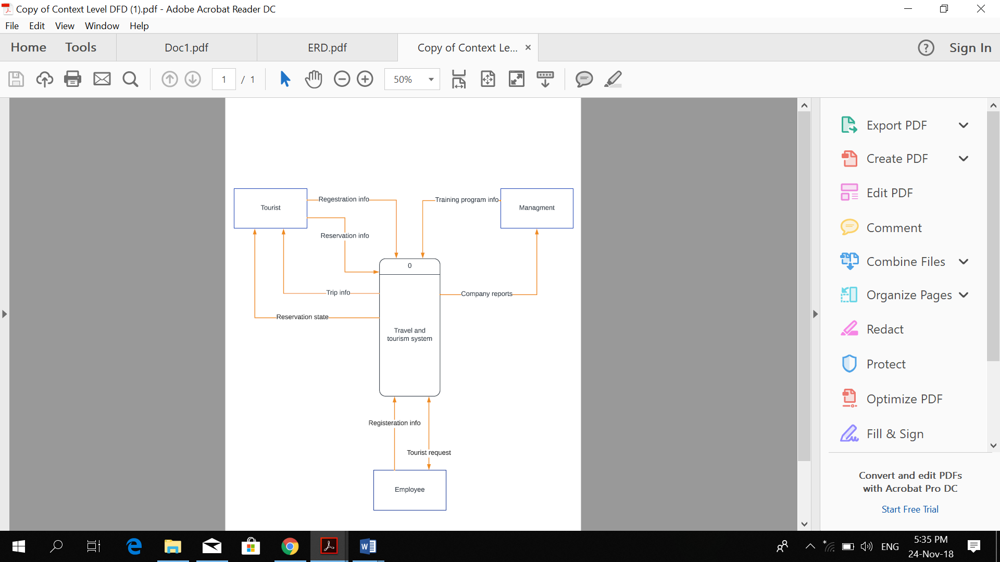 Copy of Context Level DFD (1).pdf - Adobe Acrobat Reader DC
File Edit View Window Help
Home Tools Doc1.pdf ERD.pdf Copy of Context Le... × ? Sign In
1 / 1 50%
Tourist
Regestration info
Training program info
Managment
Reservation info
0
Trip info
Company reports
Reservation state
Travel and
tourism system
Registeration info
Tourist request
Employee
Export PDF
Create PDF
Edit PDF
Comment
Combine Files
Organize Pages
Redact
Protect
Optimize PDF
Fill & Sign
Convert and edit PDFs
with Acrobat Pro DC
Start Free Trial
ENG
5:35 PM
24-Nov-18